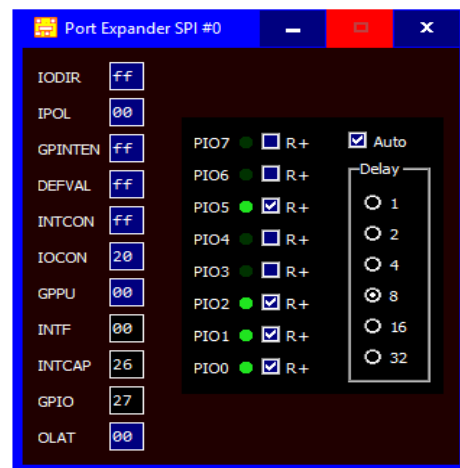 Port Expander SPI #0
IODIR ff
IPOL 00
GPINTEN ff
DEFVAL ff
INTCON ff
IOCON 20
GPPU 00
INTF 00
INTCAP 26
GPIO 27
OLAT 00
PIO7 R+
PIO6 R+
PIO5 R+
PIO4 R+
PIO3 R+
PIO2 R+
PIO1 R+
PIO0 R+
Auto
Delay
1
2
4
8
16
32